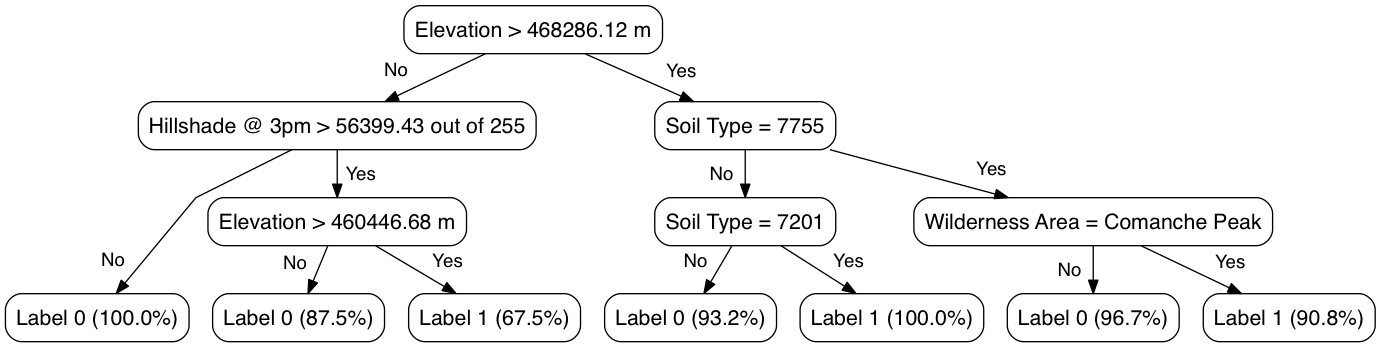 Elevation > 468286.12 m
No
Yes
Hillshade @ 3pm > 56399.43 out of 255
Soil Type = 7755
Yes
No
Yes
Elevation > 460446.68 m
Soil Type = 7201
Wilderness Area = Comanche Peak
No
No
Yes
No
Yes
No
Yes
Label 0 (100.0%)
Label 0 (87.5%)
Label 1 (67.5%)
Label 0 (93.2%)
Label 1 (100.0%)
Label 0 (96.7%)
Label 1 (90.8%)